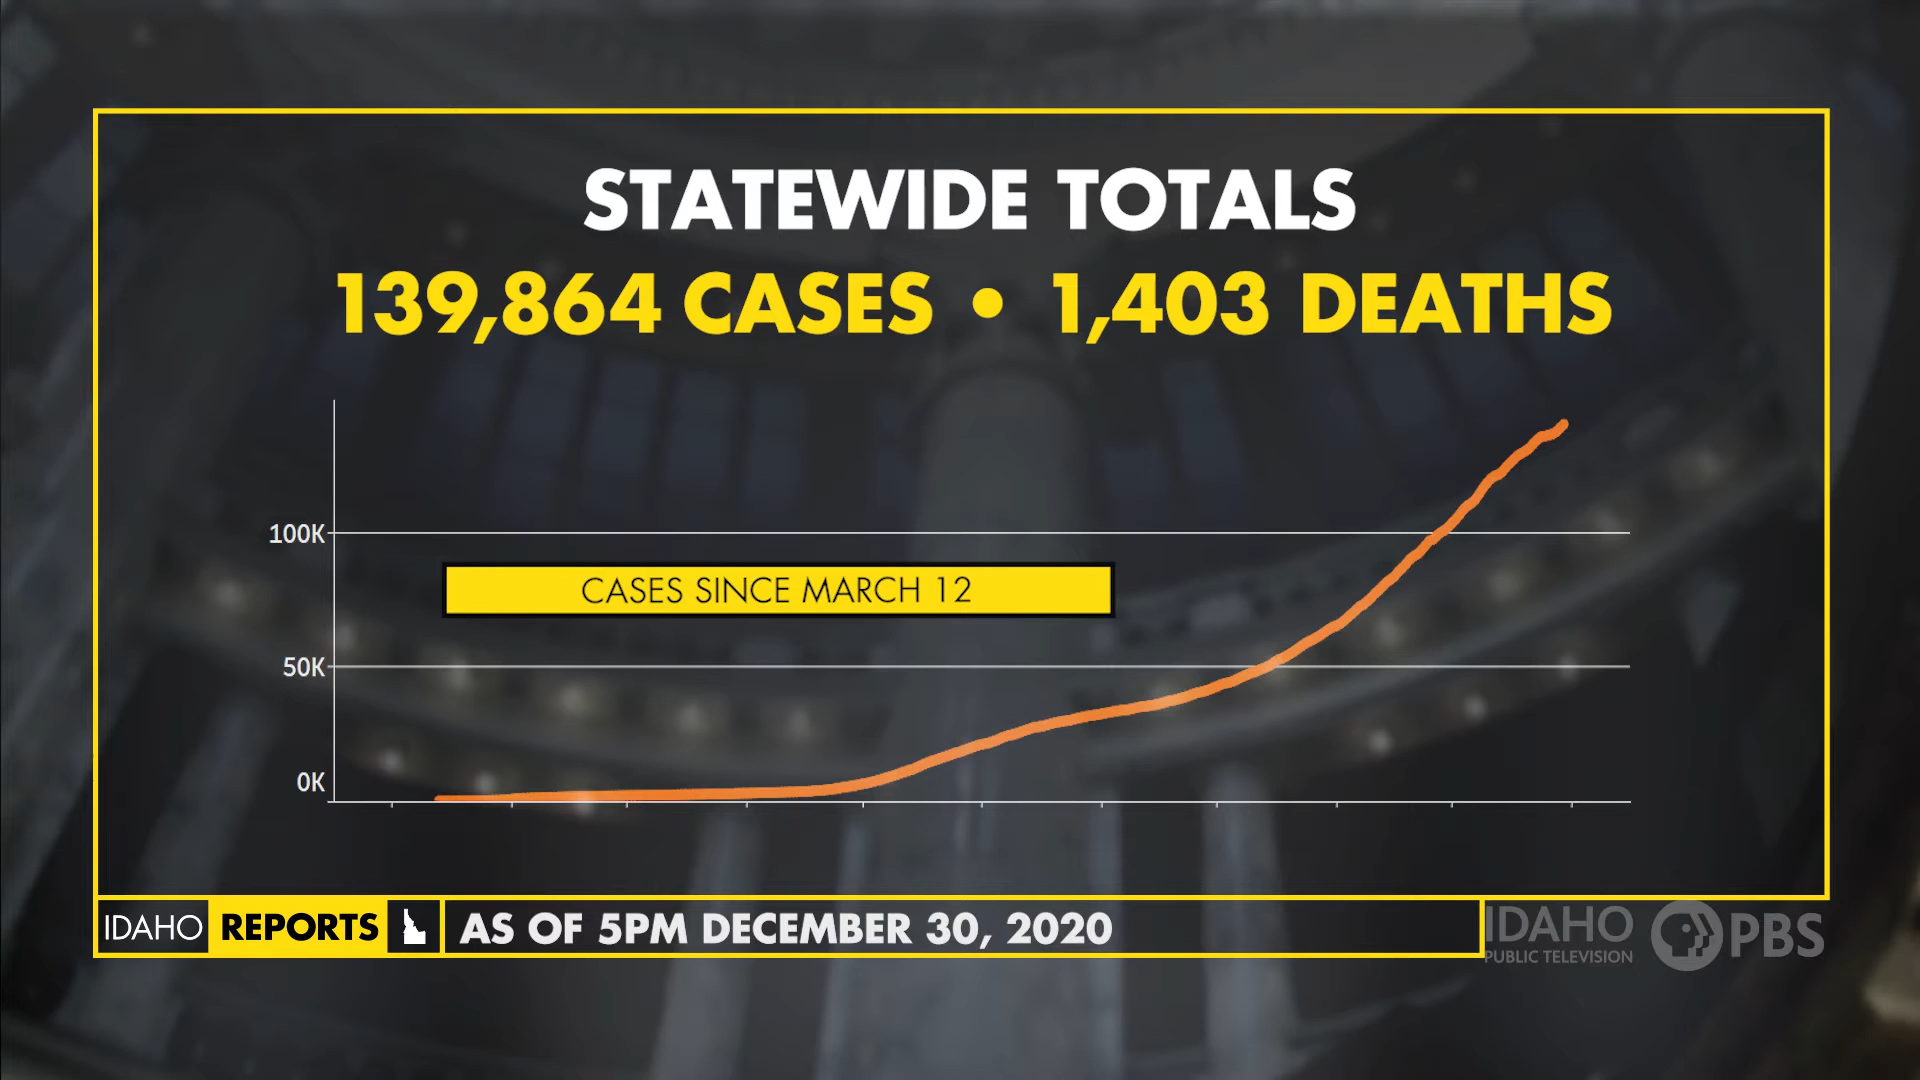 STATEWIDE TOTALS
139,864 CASES • 1,403 DEATHS
100K
CASES SINCE MARCH 12
50K
0K
IDAHO REPORTS
AS OF 5PM DECEMBER 30, 2020
IDAHO
PUBLIC TELEVISION
PBS